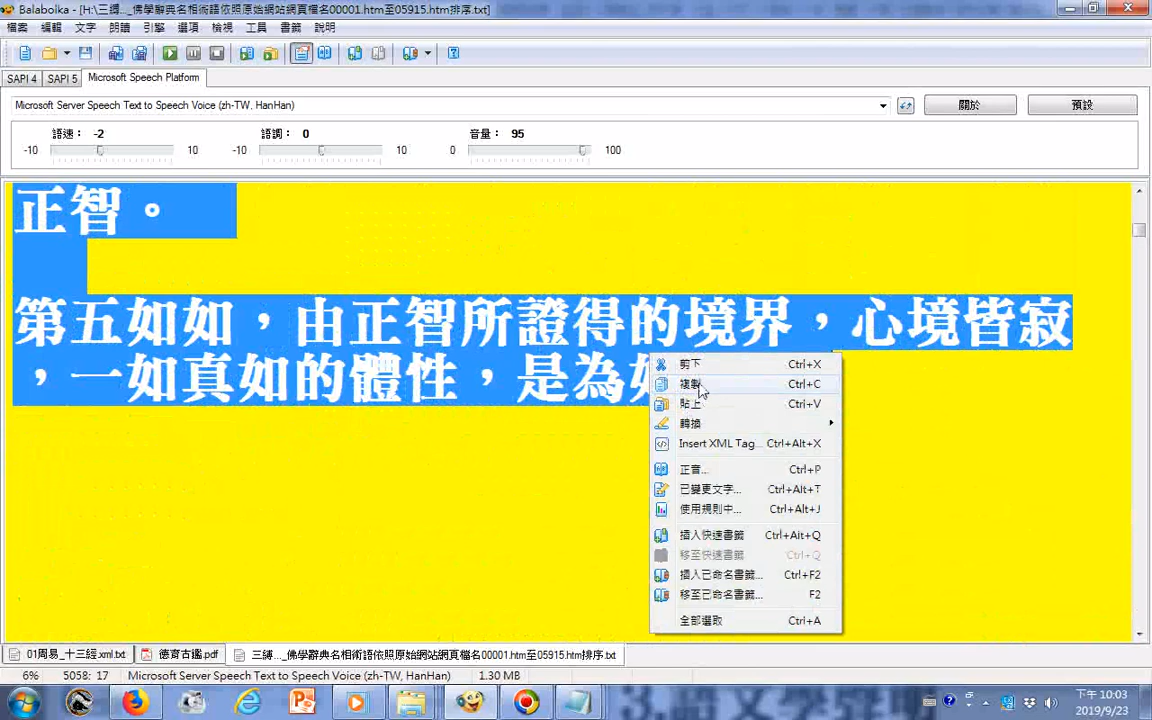 Balabolka - [H:\三縛..._佛學辭典名相術語依照原始網站網頁檔名00001.htm至05915.htm排序.txt]
檔案 編輯 文字 朗讀 引擎 選項 檢視 工具 書籤 說明
SAPI 4 SAPI 5 Microsoft Speech Platform
Microsoft Server Speech Text to Speech Voice (zh-TW, HanHan) 關於 預設
語速： -2 語調： 0 音量： 95
-10 10 -10 10 0 100
正智。
第五如如，由正智所證得的境界，心境皆寂
，一如真如的體性，是為
剪下 Ctrl+X
複製 Ctrl+C
貼上 Ctrl+V
轉換
Insert XML Tag... Ctrl+Alt+X
正音... Ctrl+P
已變更文字... Ctrl+Alt+T
使用規則中... Ctrl+Alt+J
插入快速書籤 Ctrl+Alt+Q
移至快速書籤 Ctrl+Q
插入已命名書籤... Ctrl+F2
移至已命名書籤... F2
全部選取 Ctrl+A
01周易_十三經.xml.txt 德育古鑑.pdf 三縛..._佛學辭典名相術語依照原始網站網頁檔名00001.htm至05915.htm排序.txt
6% 5058: 17 Microsoft Server Speech Text to Speech Voice (zh-TW, HanHan) 1.30 MB
下午 10:03
2019/9/23